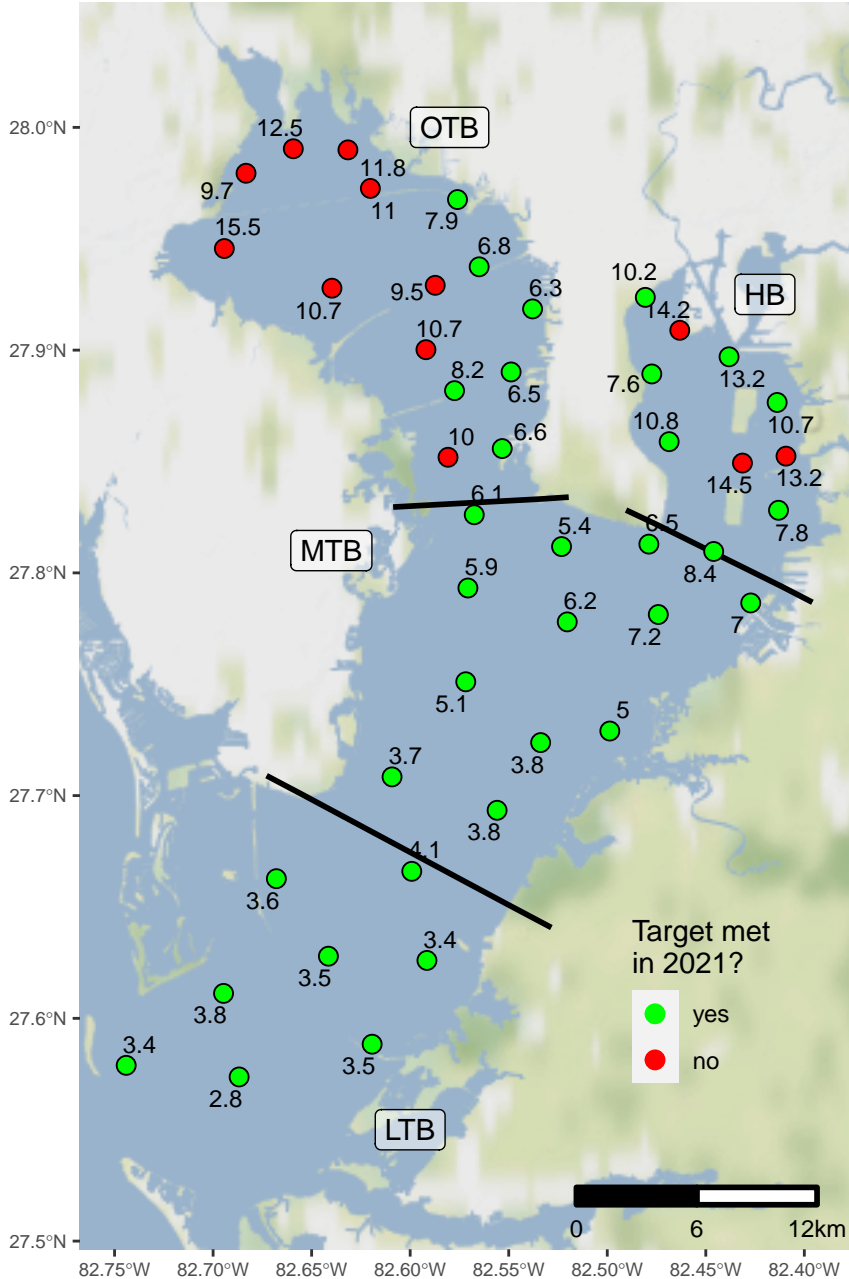 28.0°N
27.9°N
27.8°N
27.7°N
27.6°N
27.5°N
OTB
12.5
11.8
9.7
11
7.9
15.5
6.8
10.7
9.5
6.3
10.7
8.2
6.5
10
6.6
HB
10.2
14.2
7.6
13.2
10.7
10.8
14.5
13.2
7.8
MTB
6.1
5.4
6.5
8.4
5.9
6.2
7.2
7
5.1
5
3.8
3.7
3.8
4.1
3.6
3.5
3.4
3.8
3.4
3.5
2.8
LTB
Target met
in 2021?
yes
no
0 6 12km
82.75°W 82.70°W 82.65°W 82.60°W 82.55°W 82.50°W 82.45°W 82.40°W